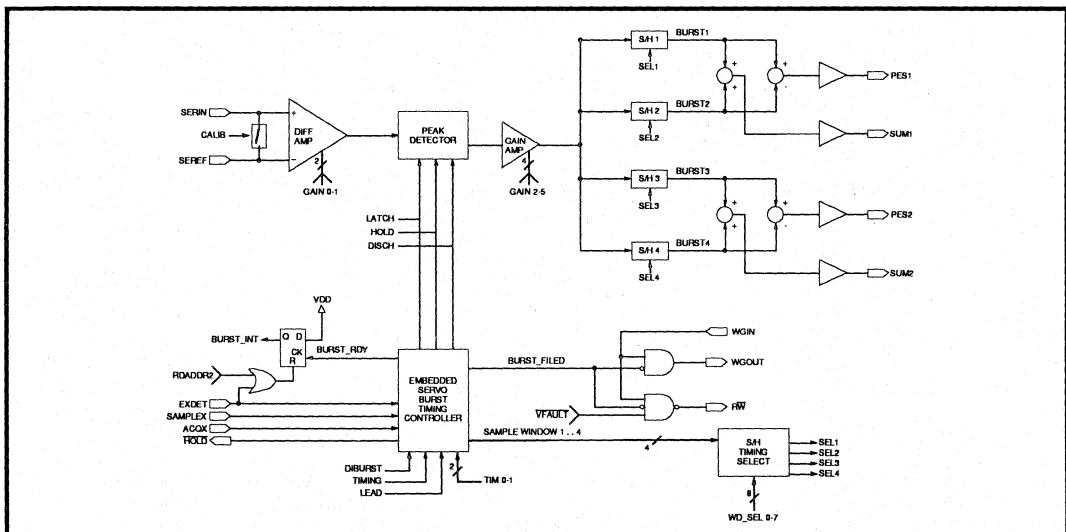 S/H 1
BURST1
SEL1
+
+
+
-
PES1
S/H 2
BURST2
SEL2
SUM1
SERIN
CALIB
SEREF
+
DIFF
AMP
−
2
GAIN 0-1
PEAK
DETECTOR
GAIN
AMP
4
GAIN 2-5
S/H 3
BURST3
SEL3
+
+
+
-
PES2
S/H 4
BURST4
SEL4
SUM2
LATCH
HOLD
DISCH
VDD
BURST_INT
Q D
CK
R
BURST_RDY
RDADDR2
EXDET
SAMPLEX
ACQX
HOLD
EMBEDDED
SERVO
BURST
TIMING
CONTROLLER
DIBURST
TIMING
LEAD
2
TIM 0-1
WGIN
BURST_FILED
WGOUT
VFAULT
RW
SAMPLE WINDOW 1 . . 4
4
S/H
TIMING
SELECT
SEL1
SEL2
SEL3
SEL4
8
WD_SEL 0-7